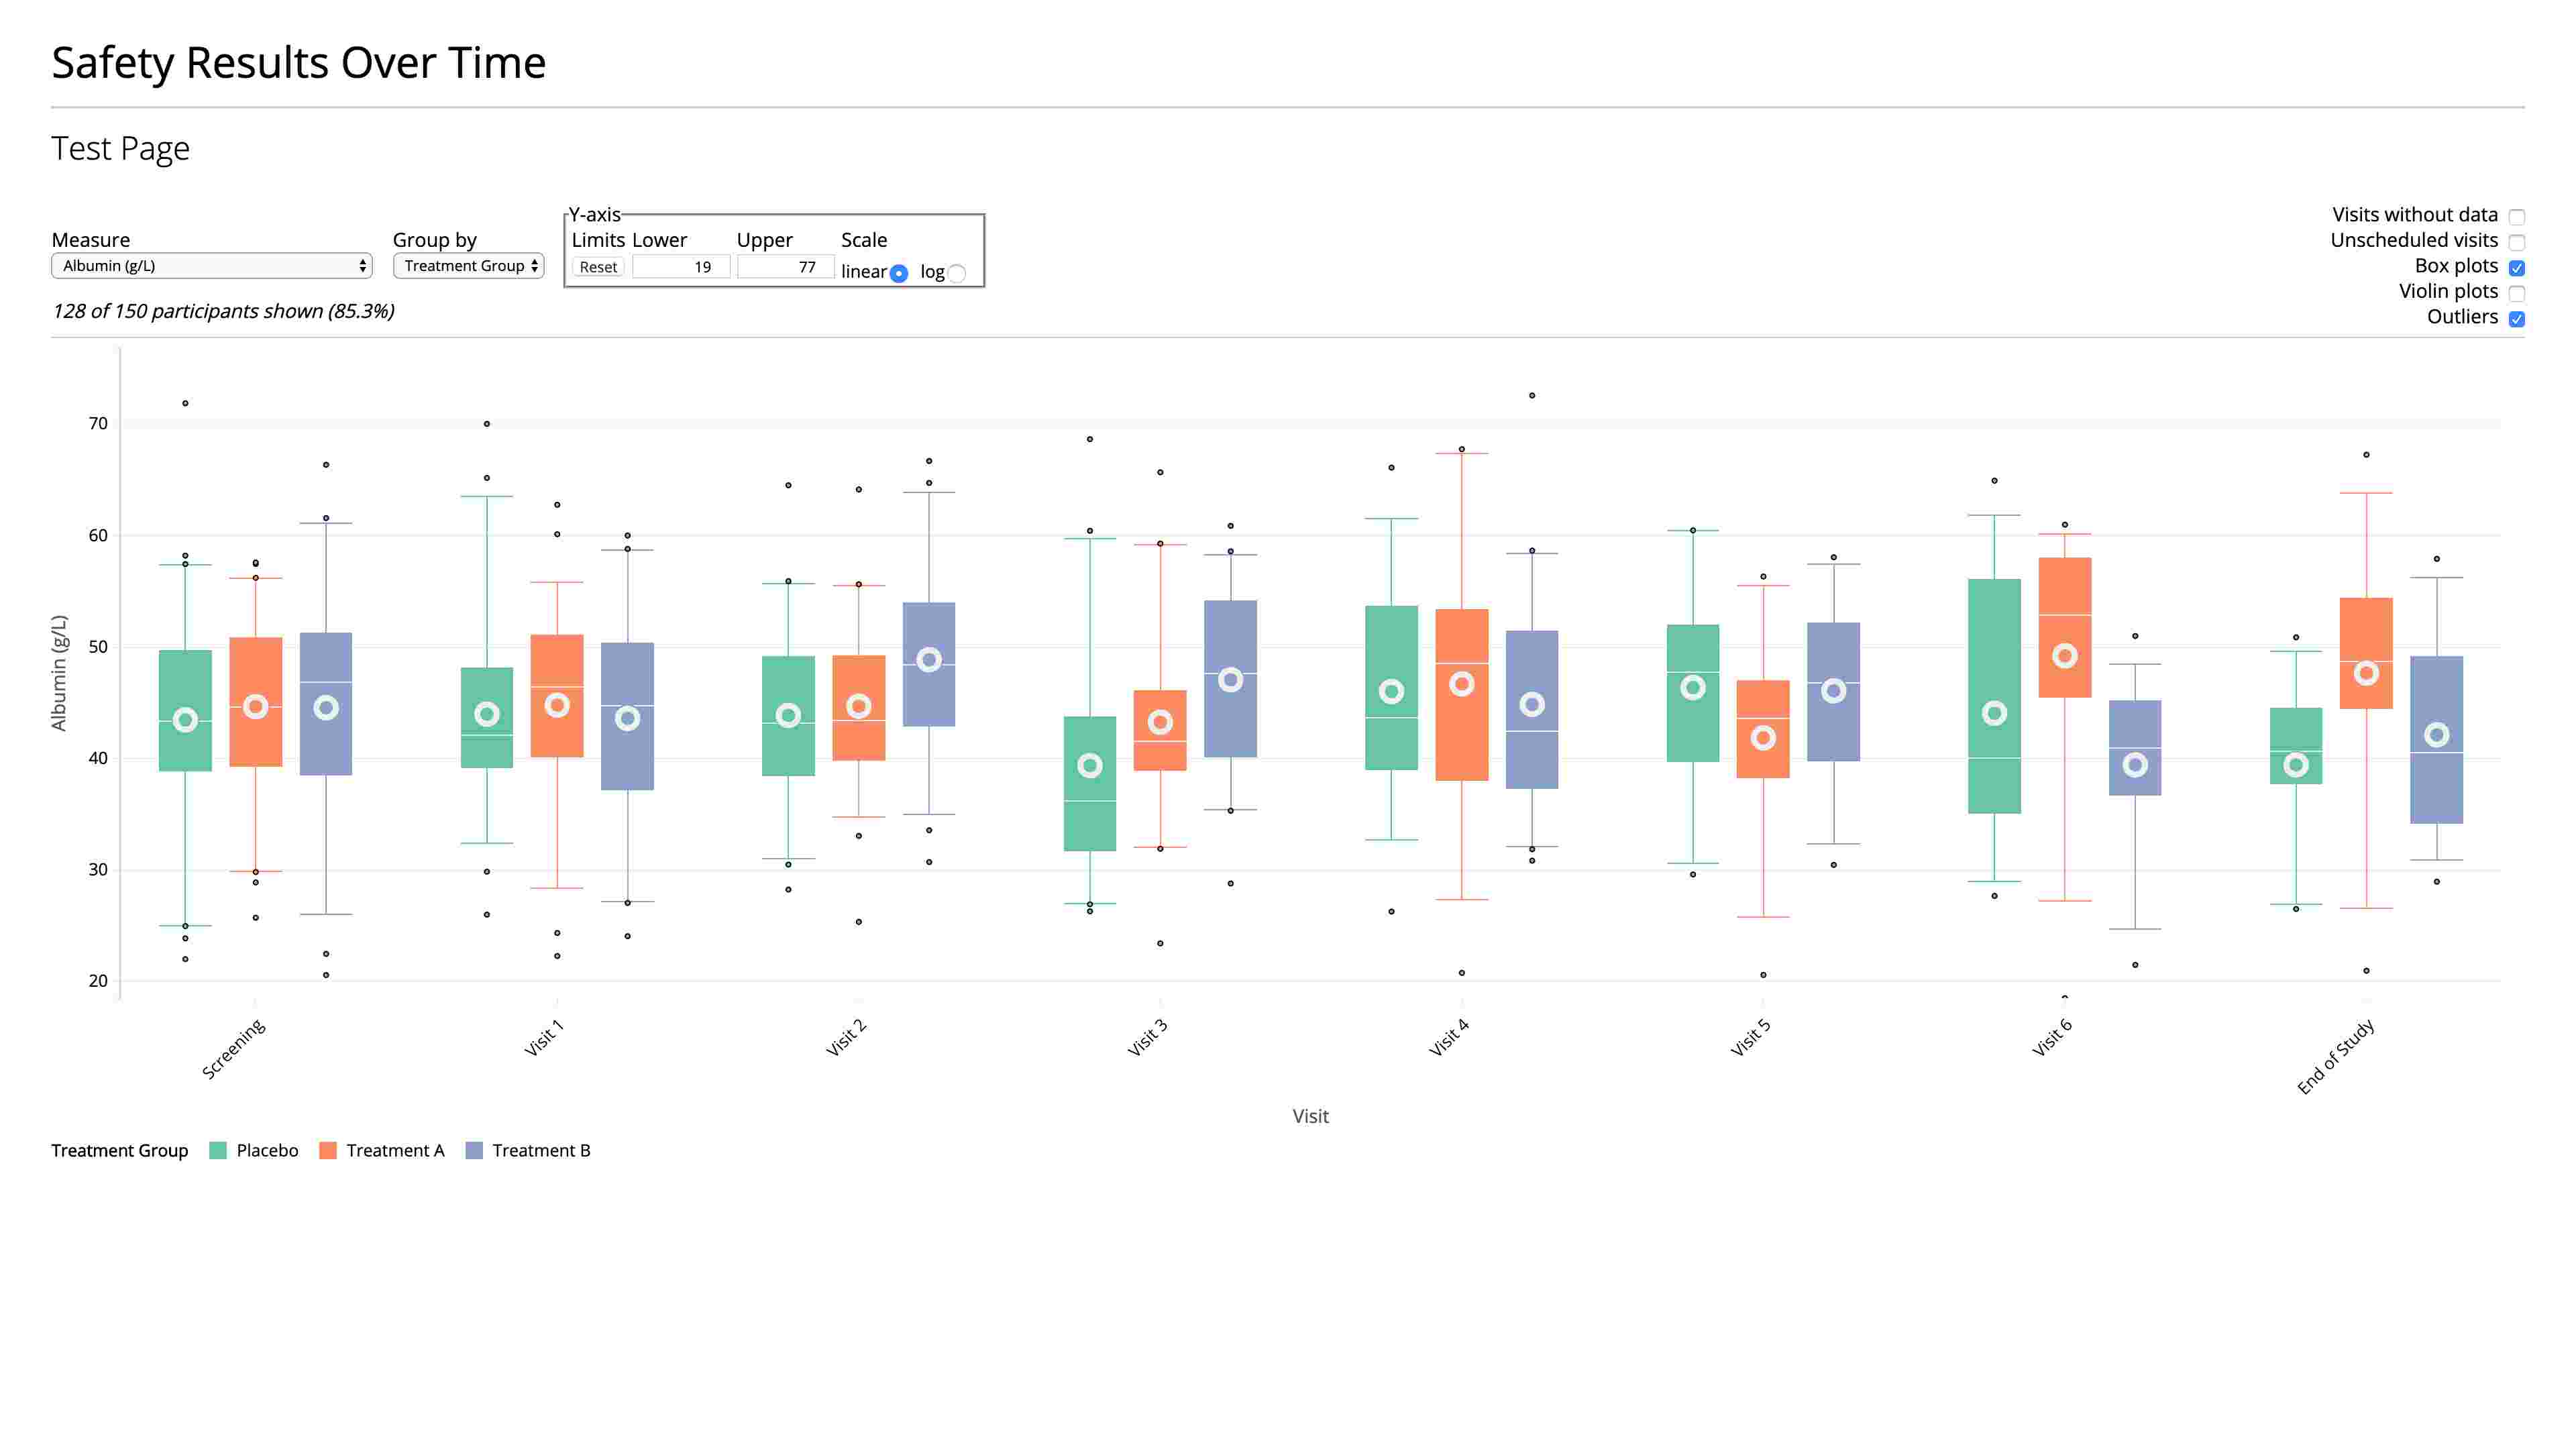 Safety Results Over Time
Test Page
Measure
Albumin (g/L)
Group by
Treatment Group
Y-axis
Limits Lower Upper Scale
Reset 19 77 linear log
Visits without data
Unscheduled visits
Box plots
Violin plots
Outliers
128 of 150 participants shown (85.3%)
Albumin (g/L)
70
60
50
40
30
20
Screening Visit 1 Visit 2 Visit 3 Visit 4 Visit 5 Visit 6 End of Study
Visit
Treatment Group Placebo Treatment A Treatment B